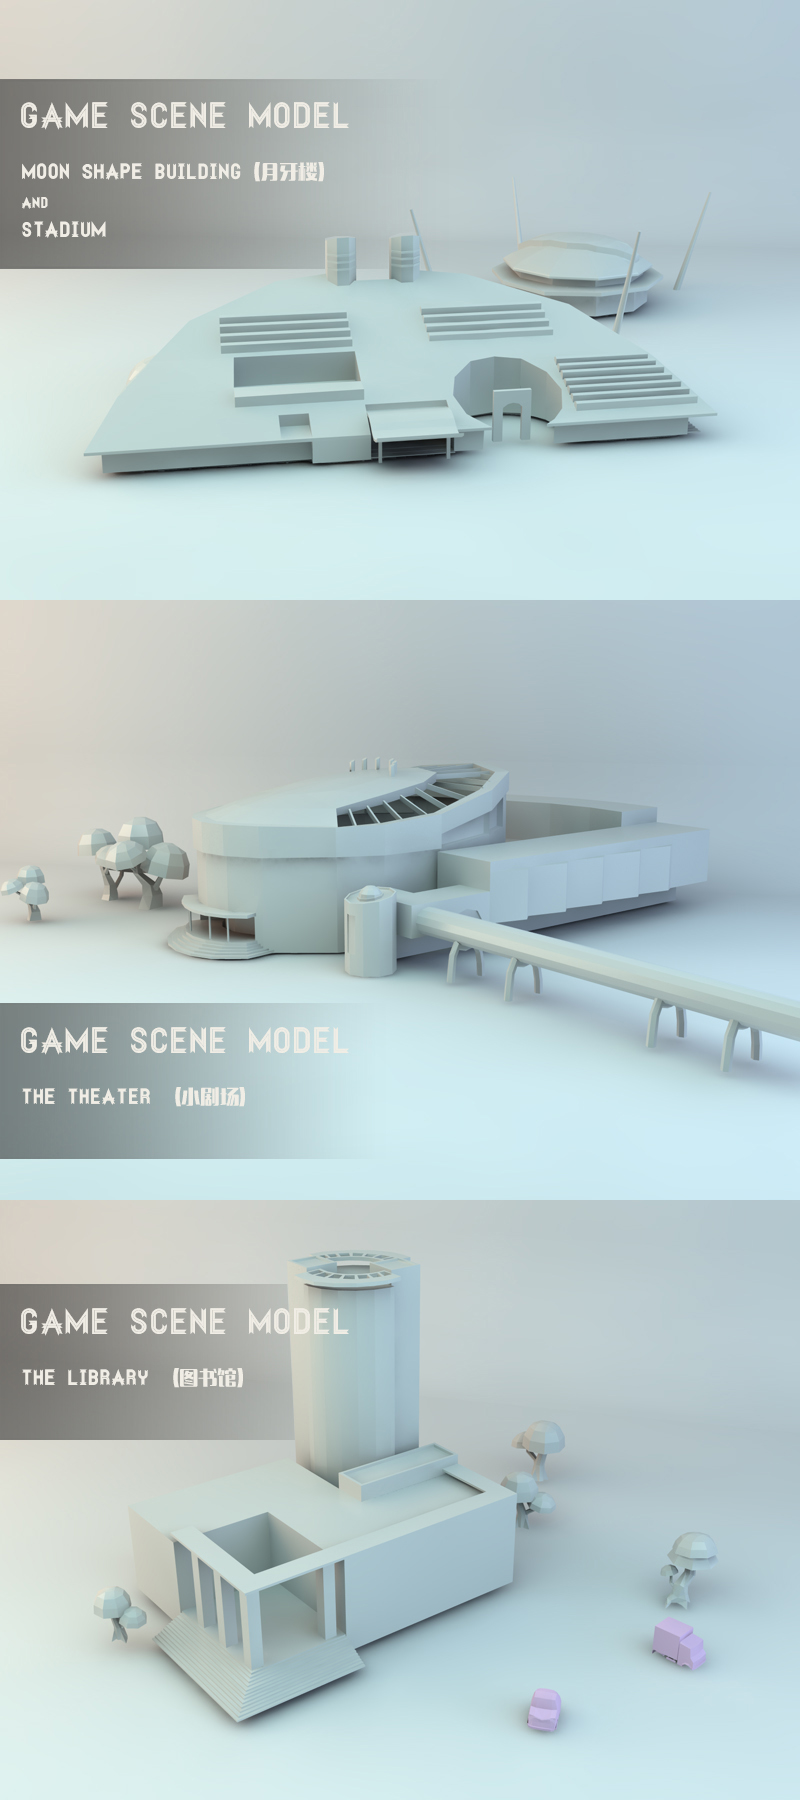 GAME SCENE MODEL
MOON SHAPE BUILDING (月牙楼)
AND
STADIUM
GAME SCENE MODEL
THE THEATER (小剧场)
GAME SCENE MODEL
THE LIBRARY (图书馆)